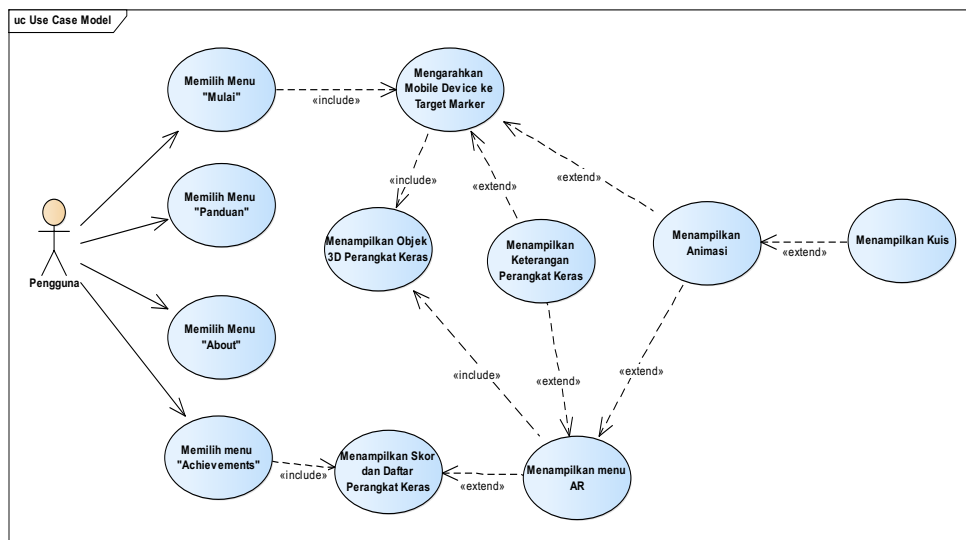 uc Use Case Model
Memilih Menu
"Mulai"
«include»
Mengarahkan
Mobile Device ke
Target Marker
«include»
«extend»
«extend»
Memilih Menu
"Panduan"
Pengguna
Menampilkan Objek
3D Perangkat Keras
Menampilkan
Keterangan
Perangkat Keras
Menampilkan
Animasi
«extend»
Menampilkan Kuis
Memilih Menu
"About"
«include»
«extend»
«extend»
Memilih menu
"Achievements"
«include»
Menampilkan Skor
dan Daftar
Perangkat Keras
«extend»
Menampilkan menu
AR